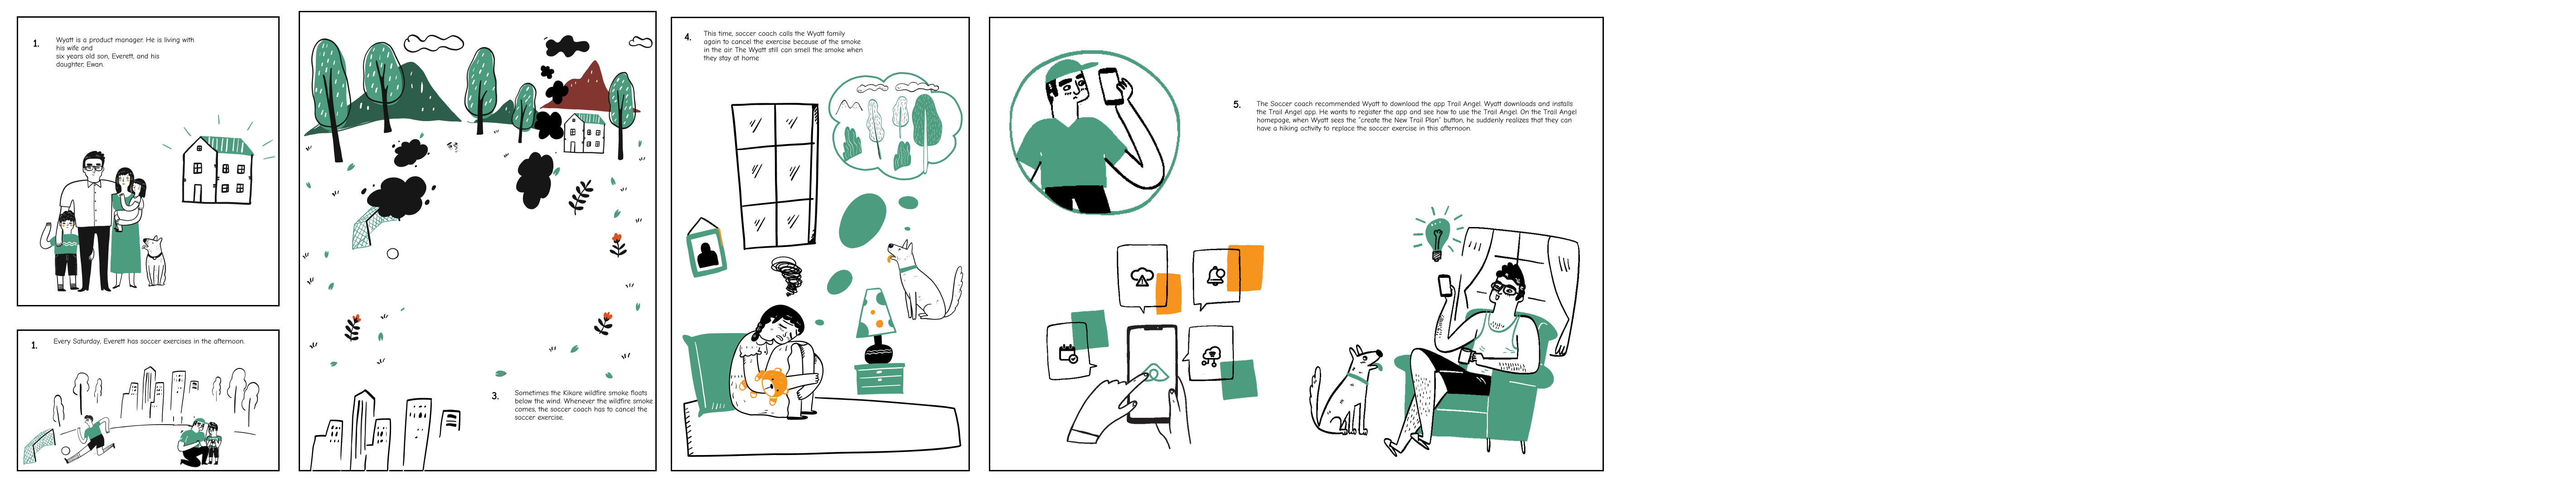 1.
Wyatt is a product manager. He is living with
his wife and
six years old son, Everett, and his
daughter, Ewan.
1.
Every Saturday, Everett has soccer exercises in the afternoon.
3.
Sometimes the Kikare wildfire smoke floats
below the wind. Whenever the wildfire smoke
comes, the soccer coach has to cancel the
soccer exercise.
4.
This time, soccer coach calls the Wyatt family
again to cancel the exercise because of the smoke
in the air. The Wyatt still can smell the smoke when
they stay at home
5.
The Soccer coach recommended Wyatt to download the app Trail Angel. Wyatt downloads and installs
the Trail Angel app. He wants to register the app and see how to use the Trail Angel. On the Trail Angel
homepage, when Wyatt sees the "create the New Trail Plan" button, he suddenly realizes that they can
have a hiking activity to replace the soccer exercise in this afternoon.